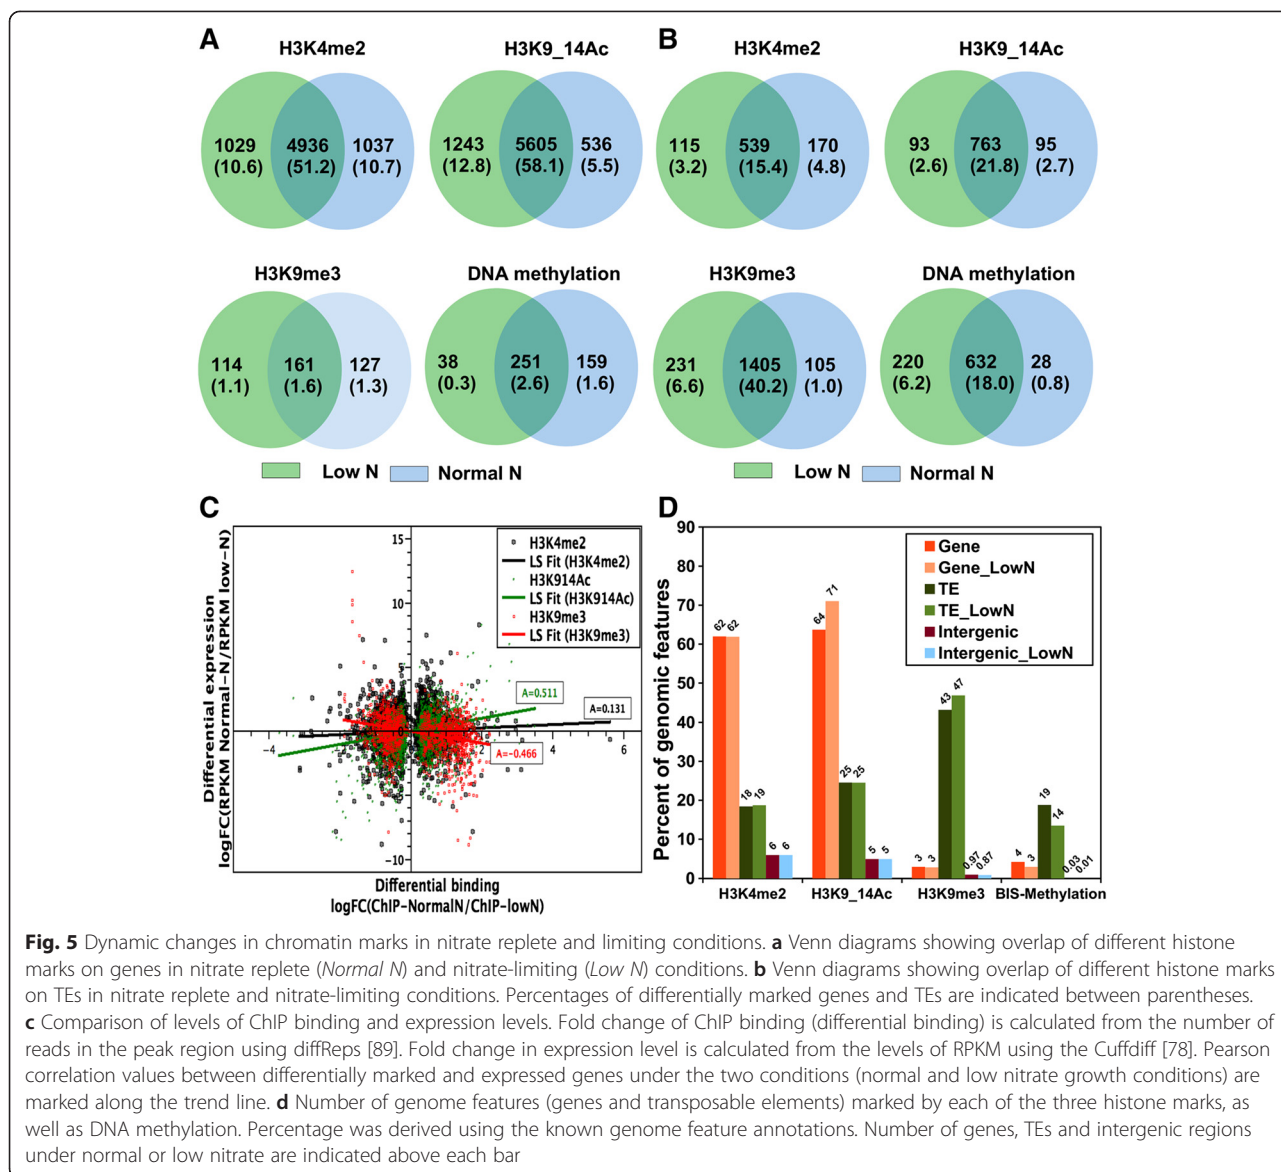 A
H3K4me2
H3K9_14Ac
1029 4936 1037
(10.6) (51.2) (10.7)
1243 5605 536
(12.8) (58.1) (5.5)
H3K9me3
DNA methylation
114 161 127
(1.1) (1.6) (1.3)
38 251 159
(0.3) (2.6) (1.6)
Low N Normal N
B
H3K4me2
H3K9_14Ac
115 539 170
(3.2) (15.4) (4.8)
93 763 95
(2.6) (21.8) (2.7)
H3K9me3
DNA methylation
231 1405 105
(6.6) (40.2) (1.0)
220 632 28
(6.2) (18.0) (0.8)
Low N Normal N
C
Differential expression
logFC(RPKM Normal-N/RPKM low-N)
15
10
5
0
-5
-10
-4 -2 2 4 6
H3K4me2
LS Fit (H3K4me2)
H3K914Ac
LS Fit (H3K914Ac)
H3K9me3
LS Fit (H3K9me3)
A=0.511
A=0.131
A=-0.466
Differential binding
logFC(ChIP-NormalN/ChIP-lowN)
D
Percent of genomic features
90
80
70
60
50
40
30
20
10
0
Gene
Gene_LowN
TE
TE_LowN
Intergenic
Intergenic_LowN
62 62 18 19 6 6
64 71 25 25 5 5
3 3 43 47 0.97 0.87
4 3 19 14 0.03 0.01
H3K4me2 H3K9_14Ac H3K9me3 BIS-Methylation
Fig. 5 Dynamic changes in chromatin marks in nitrate replete and limiting conditions. a Venn diagrams showing overlap of different histone
marks on genes in nitrate replete (Normal N) and nitrate-limiting (Low N) conditions. b Venn diagrams showing overlap of different histone marks
on TEs in nitrate replete and nitrate-limiting conditions. Percentages of differentially marked genes and TEs are indicated between parentheses.
c Comparison of levels of ChIP binding and expression levels. Fold change of ChIP binding (differential binding) is calculated from the number of
reads in the peak region using diffReps [89]. Fold change in expression level is calculated from the levels of RPKM using the Cuffdiff [78]. Pearson
correlation values between differentially marked and expressed genes under the two conditions (normal and low nitrate growth conditions) are
marked along the trend line. d Number of genome features (genes and transposable elements) marked by each of the three histone marks, as
well as DNA methylation. Percentage was derived using the known genome feature annotations. Number of genes, TEs and intergenic regions
under normal or low nitrate are indicated above each bar